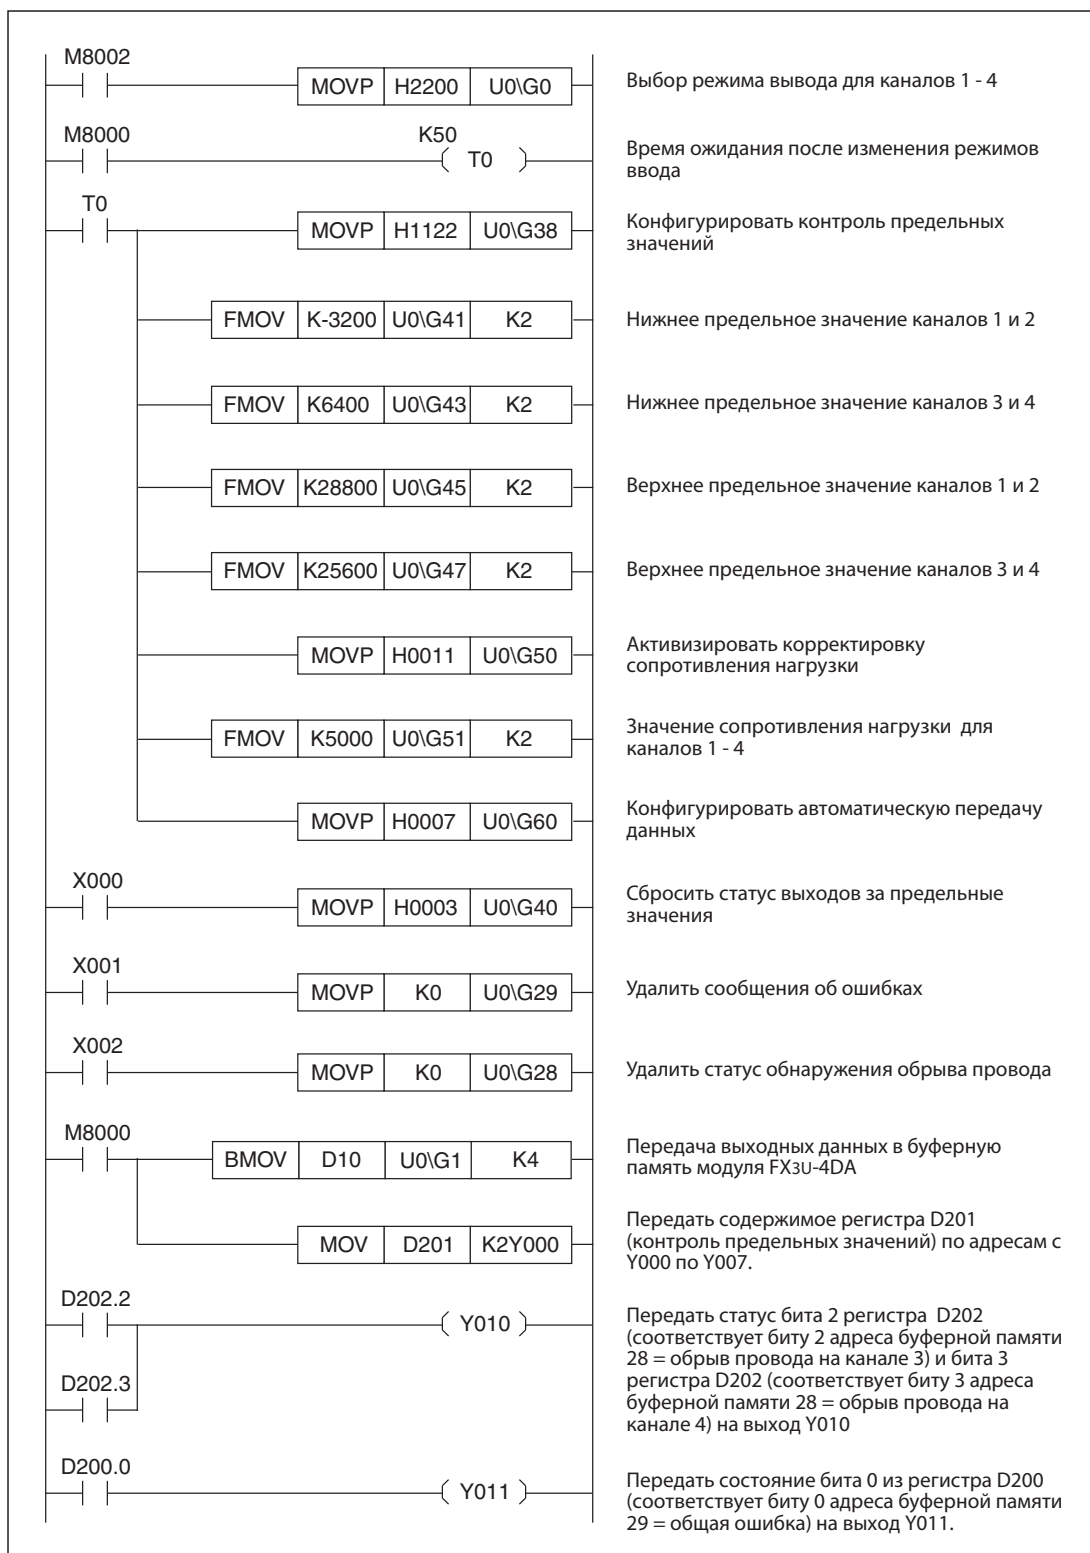 M8002
MOVP H2200 U0\G0
Выбор режима вывода для каналов 1 - 4
M8000
K50
T0
Время ожидания после изменения режимов
ввода
T0
MOVP H1122 U0\G38
Конфигурировать контроль предельных
значений
FMOV K-3200 U0\G41 K2
Нижнее предельное значение каналов 1 и 2
FMOV K6400 U0\G43 K2
Нижнее предельное значение каналов 3 и 4
FMOV K28800 U0\G45 K2
Верхнее предельное значение каналов 1 и 2
FMOV K25600 U0\G47 K2
Верхнее предельное значение каналов 3 и 4
MOVP H0011 U0\G50
Активизировать корректировку
сопротивления нагрузки
FMOV K5000 U0\G51 K2
Значение сопротивления нагрузки для
каналов 1 - 4
MOVP H0007 U0\G60
Конфигурировать автоматическую передачу
данных
X000
MOVP H0003 U0\G40
Сбросить статус выходов за предельные
значения
X001
MOVP K0 U0\G29
Удалить сообщения об ошибках
X002
MOVP K0 U0\G28
Удалить статус обнаружения обрыва провода
M8000
BMOV D10 U0\G1 K4
Передача выходных данных в буферную
память модуля FX3U-4DA
MOV D201 K2Y000
Передать содержимое регистра D201
(контроль предельных значений) по адресам с
Y000 по Y007.
D202.2
Y010
D202.3
Передать статус бита 2 регистра D202
(соответствует биту 2 адреса буферной памяти
28 = обрыв провода на канале 3) и бита 3
регистра D202 (соответствует биту 3 адреса
буферной памяти 28 = обрыв провода на
канале 4) на выход Y010
D200.0
Y011
Передать состояние бита 0 из регистра D200
(соответствует биту 0 адреса буферной памяти
29 = общая ошибка) на выход Y011.